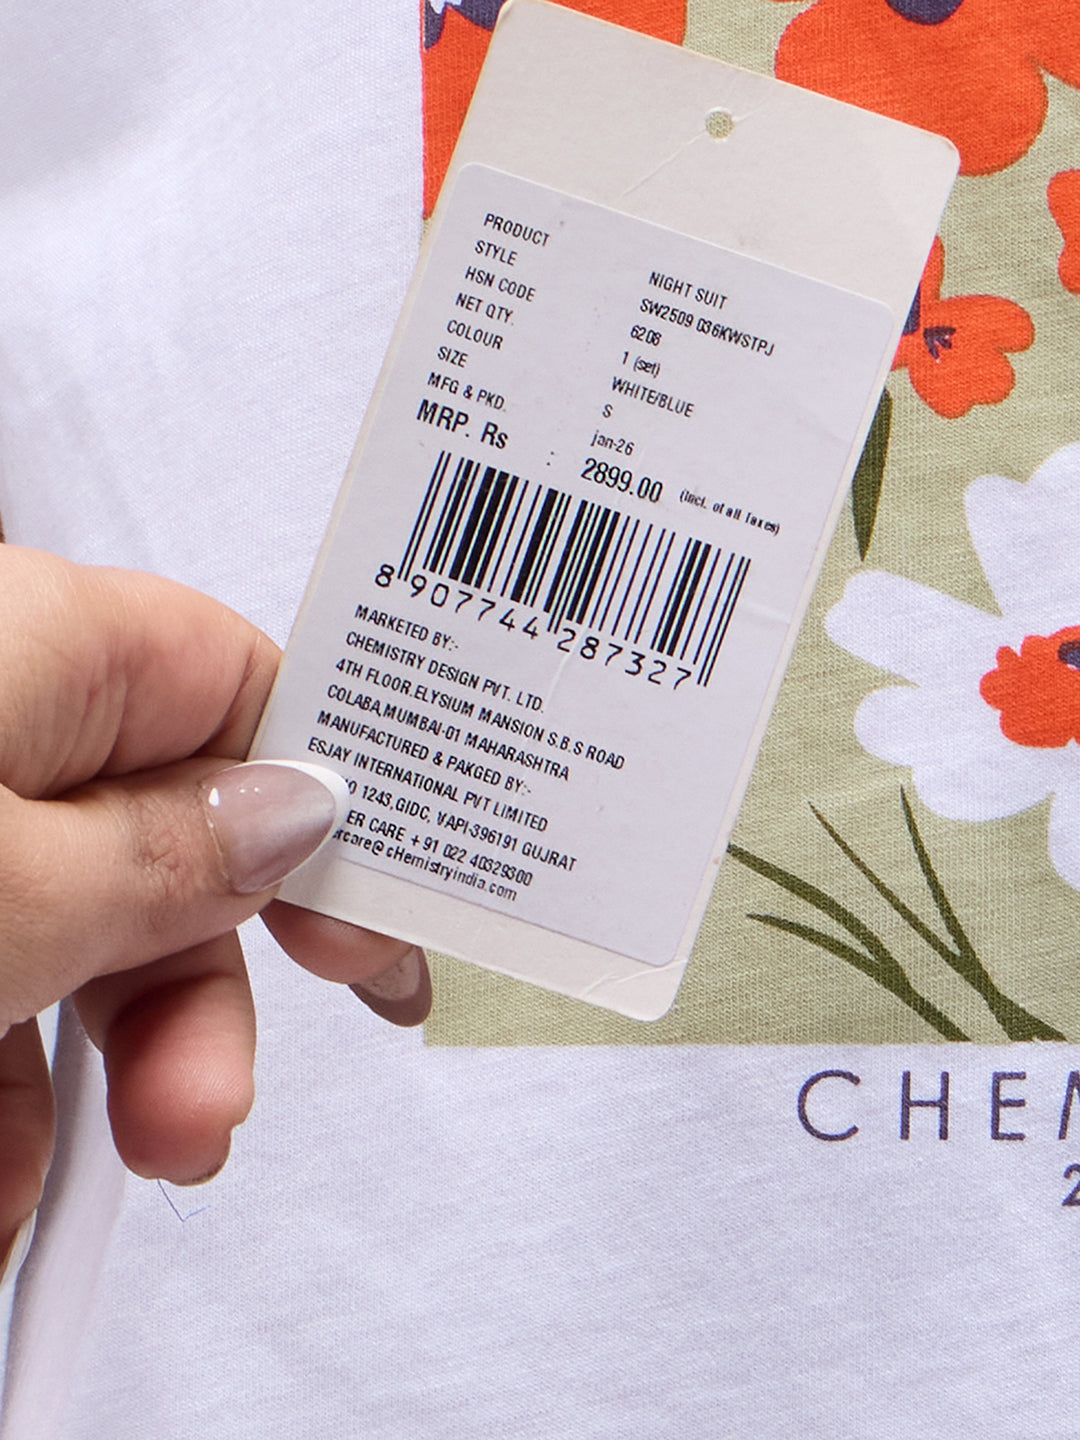 PRODUCT NIGHT SUIT
STYLE SW2509 036KWSTPJ
HSN CODE 6208
NET QTY. 1 (set)
COLOUR WHITE/BLUE
SIZE S
MFG & PKD. jan-26
MRP. Rs : 2899.00 (Incl. of all Taxes)
8 907744 287327
MARKETED BY:-
CHEMISTRY DESIGN PVT. LTD.
4TH FLOOR.ELYSIUM MANSION S.B.S ROAD
COLABA,MUMBAI-01 MAHARASHTRA
MANUFACTURED & PAKGED BY:-
ESJAY INTERNATIONAL PVT LIMITED
1243,GIDC, VAPI-396191 GUJRAT
ER CARE + 91 022 40329300
rcare@cHemistryindia.com
CHEM
2